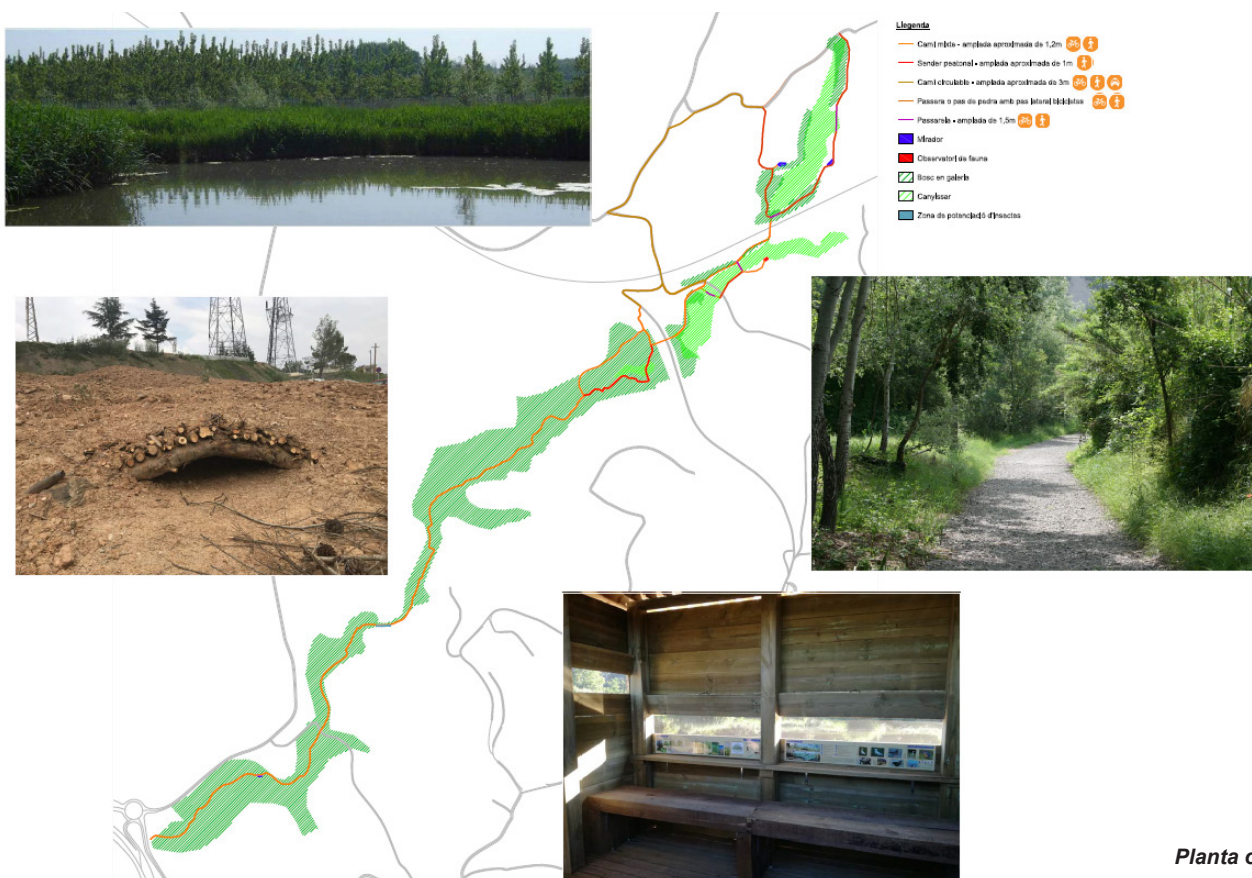 Llegenda
Camí mixte - amplada aproximada de 1,2m
Sender peatonal - amplada aproximada de 1m
Camí circulable - amplada aproximada de 3m
Passera o pas de pedra amb pas lateral bicicletes
Passarela - amplada de 1,5m
Mirador
Observatori de fauna
Bosc en galeria
Canyissar
Zona de potenciació d'insectes
Planta